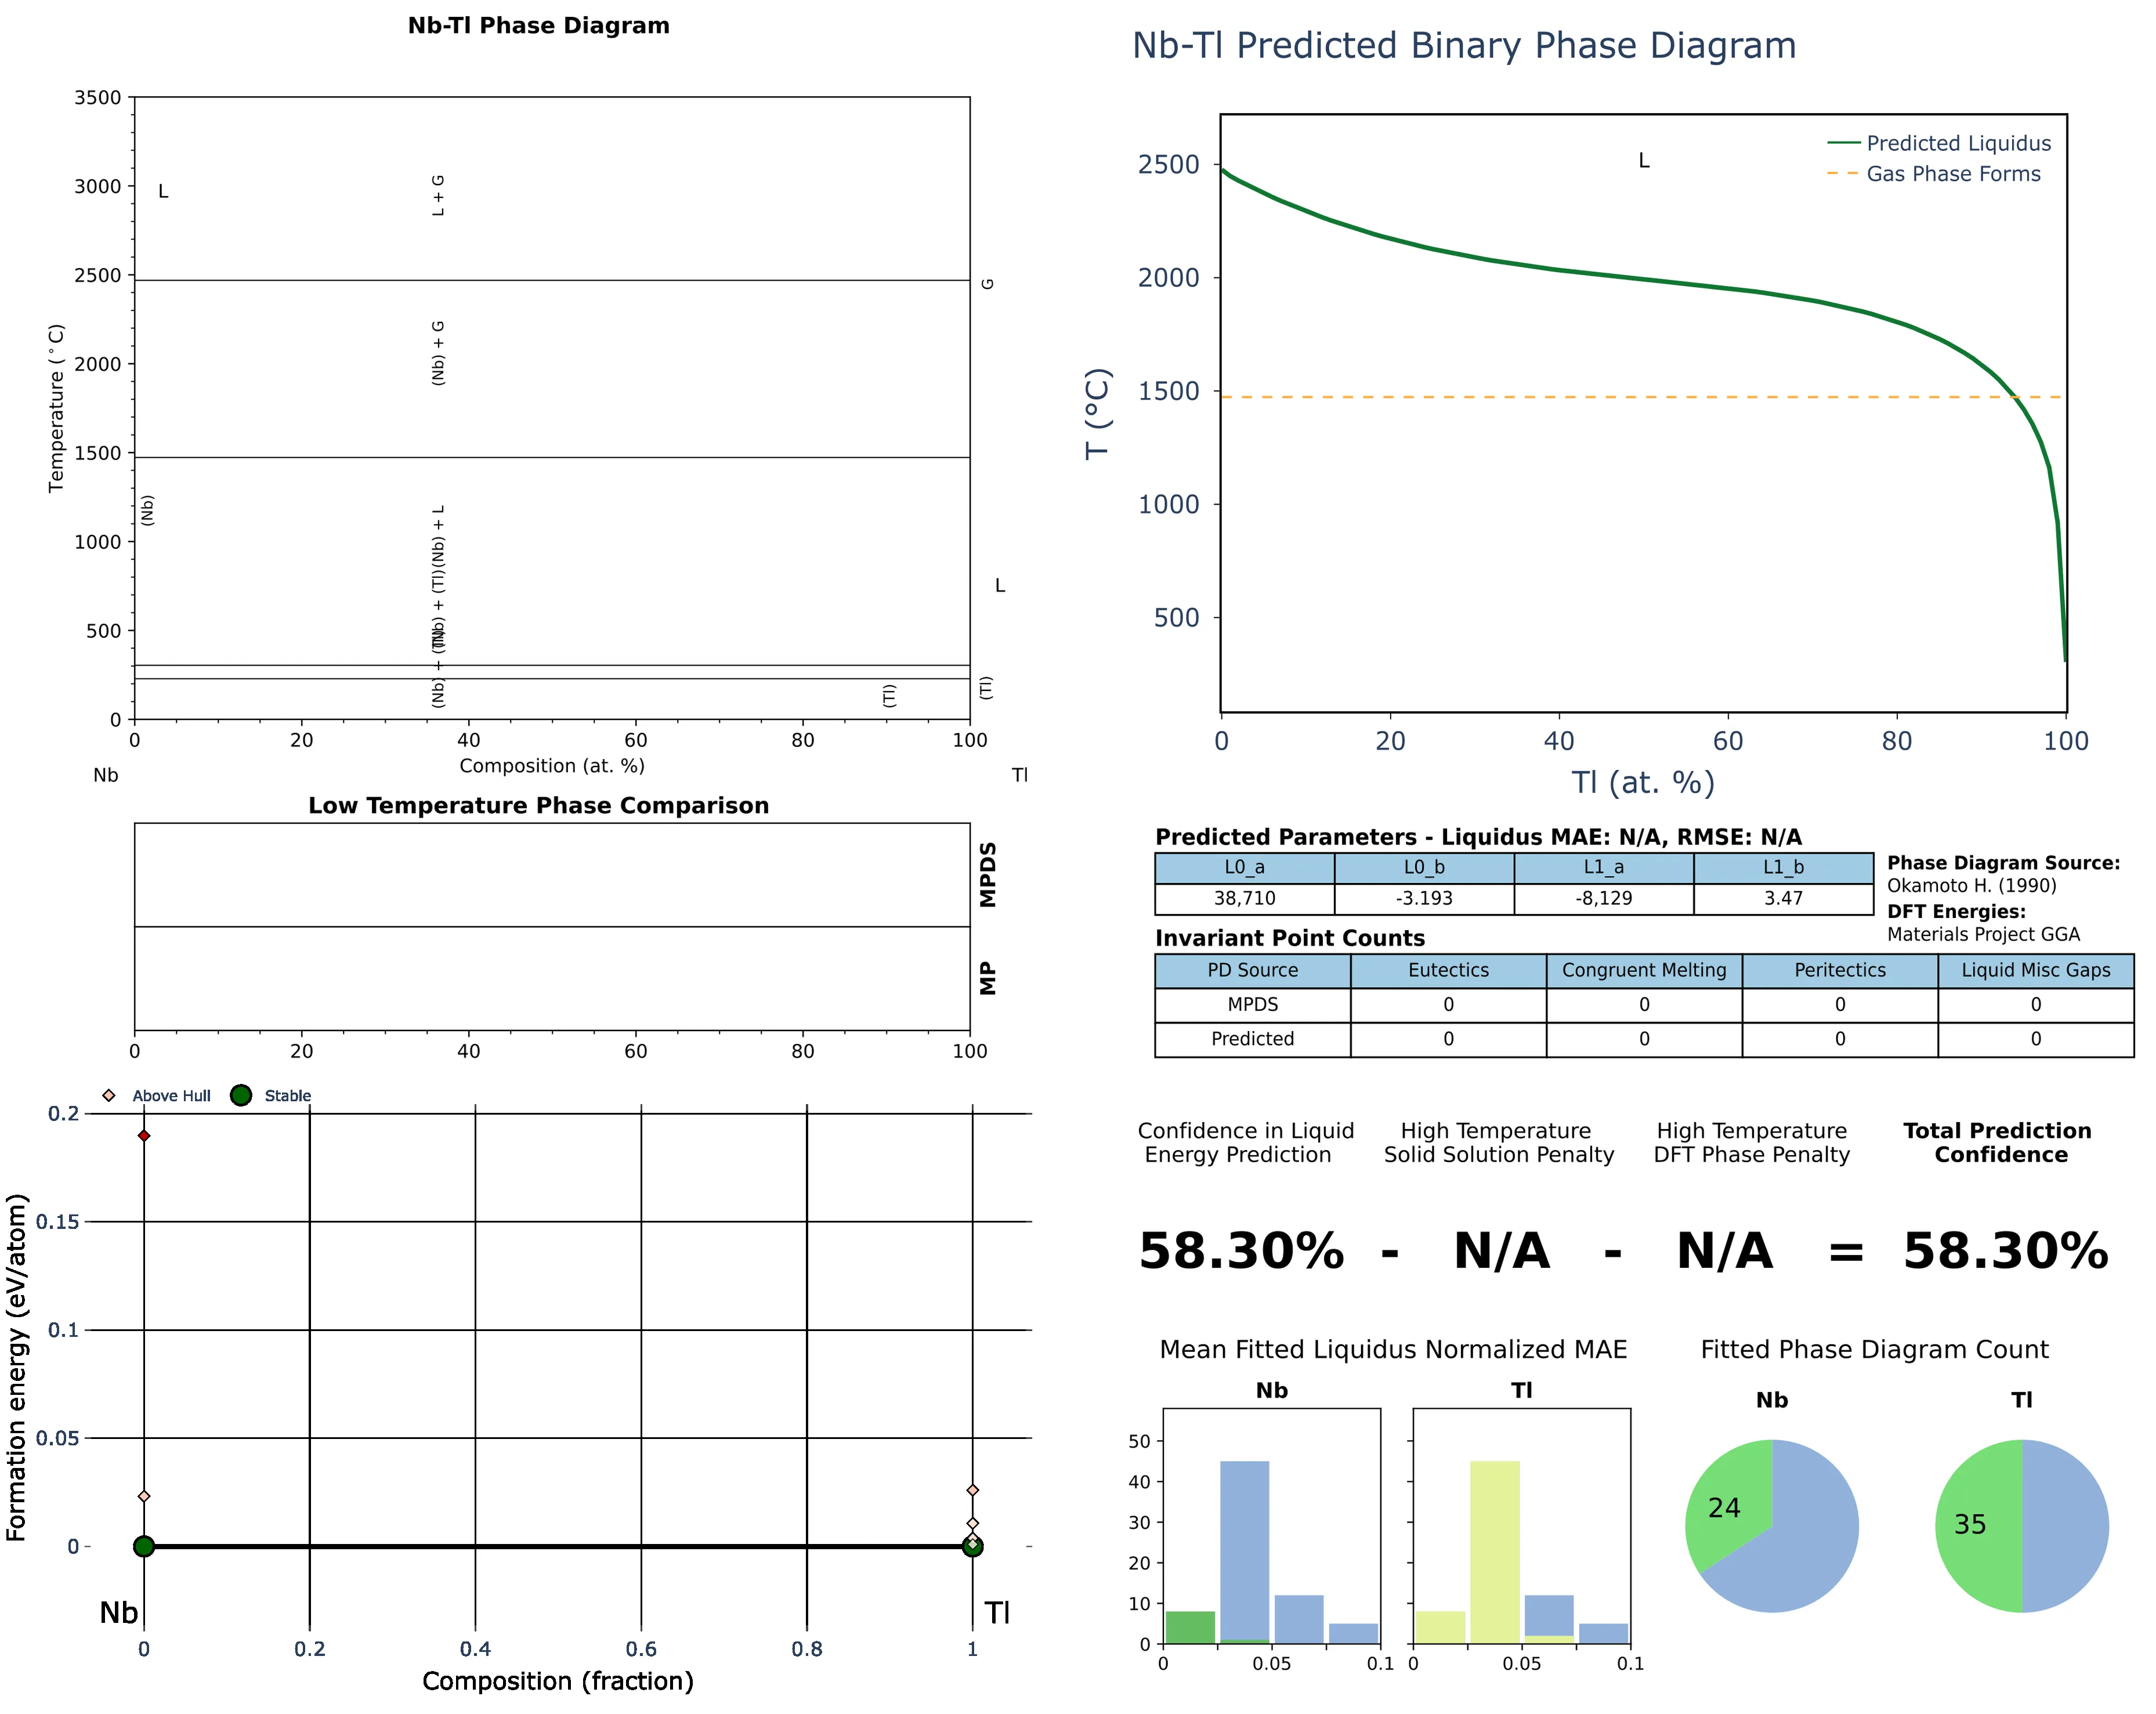 Nb-Tl Phase Diagram
3500
3000
2500
2000
1500
1000
500
0
Temperature (°C)
L
L + G
G
(Nb) + G
(Nb)
(Nb) + L
L
(Nb) + (Tl)
(Nb) + (Tl)
(Tl)
(Tl)
0 20 40 60 80 100
Composition (at. %)
Nb Tl
Low Temperature Phase Comparison
MPDS
MP
0 20 40 60 80 100
Above Hull Stable
0.2
0.15
0.1
0.05
0
Formation energy (eV/atom)
Nb Tl
0 0.2 0.4 0.6 0.8 1
Composition (fraction)
Nb-Tl Predicted Binary Phase Diagram
L
Predicted Liquidus
Gas Phase Forms
2500
2000
1500
1000
500
T (°C)
0 20 40 60 80 100
Tl (at. %)
Predicted Parameters - Liquidus MAE: N/A, RMSE: N/A
L0_a L0_b L1_a L1_b
38,710 -3.193 -8,129 3.47
Phase Diagram Source:
Okamoto H. (1990)
DFT Energies:
Materials Project GGA
Invariant Point Counts
PD Source Eutectics Congruent Melting Peritectics Liquid Misc Gaps
MPDS 0 0 0 0
Predicted 0 0 0 0
Confidence in Liquid
Energy Prediction
High Temperature
Solid Solution Penalty
High Temperature
DFT Phase Penalty
Total Prediction
Confidence
58.30% - N/A - N/A = 58.30%
Mean Fitted Liquidus Normalized MAE
Nb Tl
50
40
30
20
10
0
0 0.05 0.1 0 0.05 0.1
Fitted Phase Diagram Count
Nb Tl
24 35